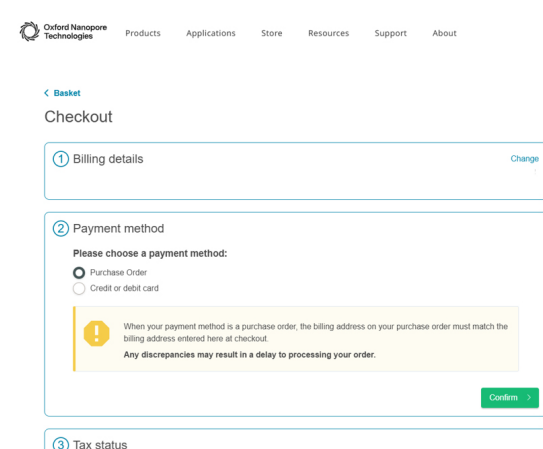 Oxford Nanopore
Technologies
Products Applications Store Resources Support About
Basket
Checkout
1 Billing details Change
2 Payment method
Please choose a payment method:
Purchase Order
Credit or debit card
When your payment method is a purchase order, the billing address on your purchase order must match the
billing address entered here at checkout.
Any discrepancies may result in a delay to processing your order.
Confirm
3 Tax status